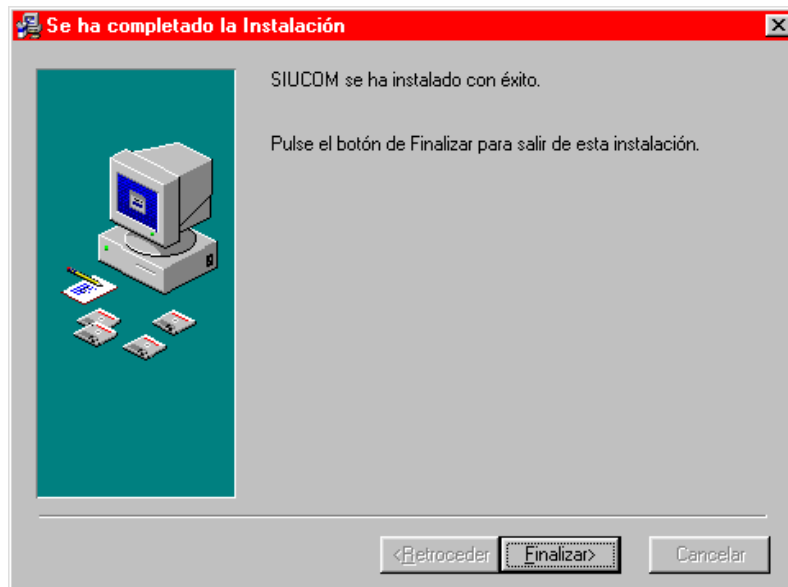 Se ha completado la Instalación
SIUCOM se ha instalado con éxito.
Pulse el botón de Finalizar para salir de esta instalación.
<Retroceder
Finalizar>
Cancelar